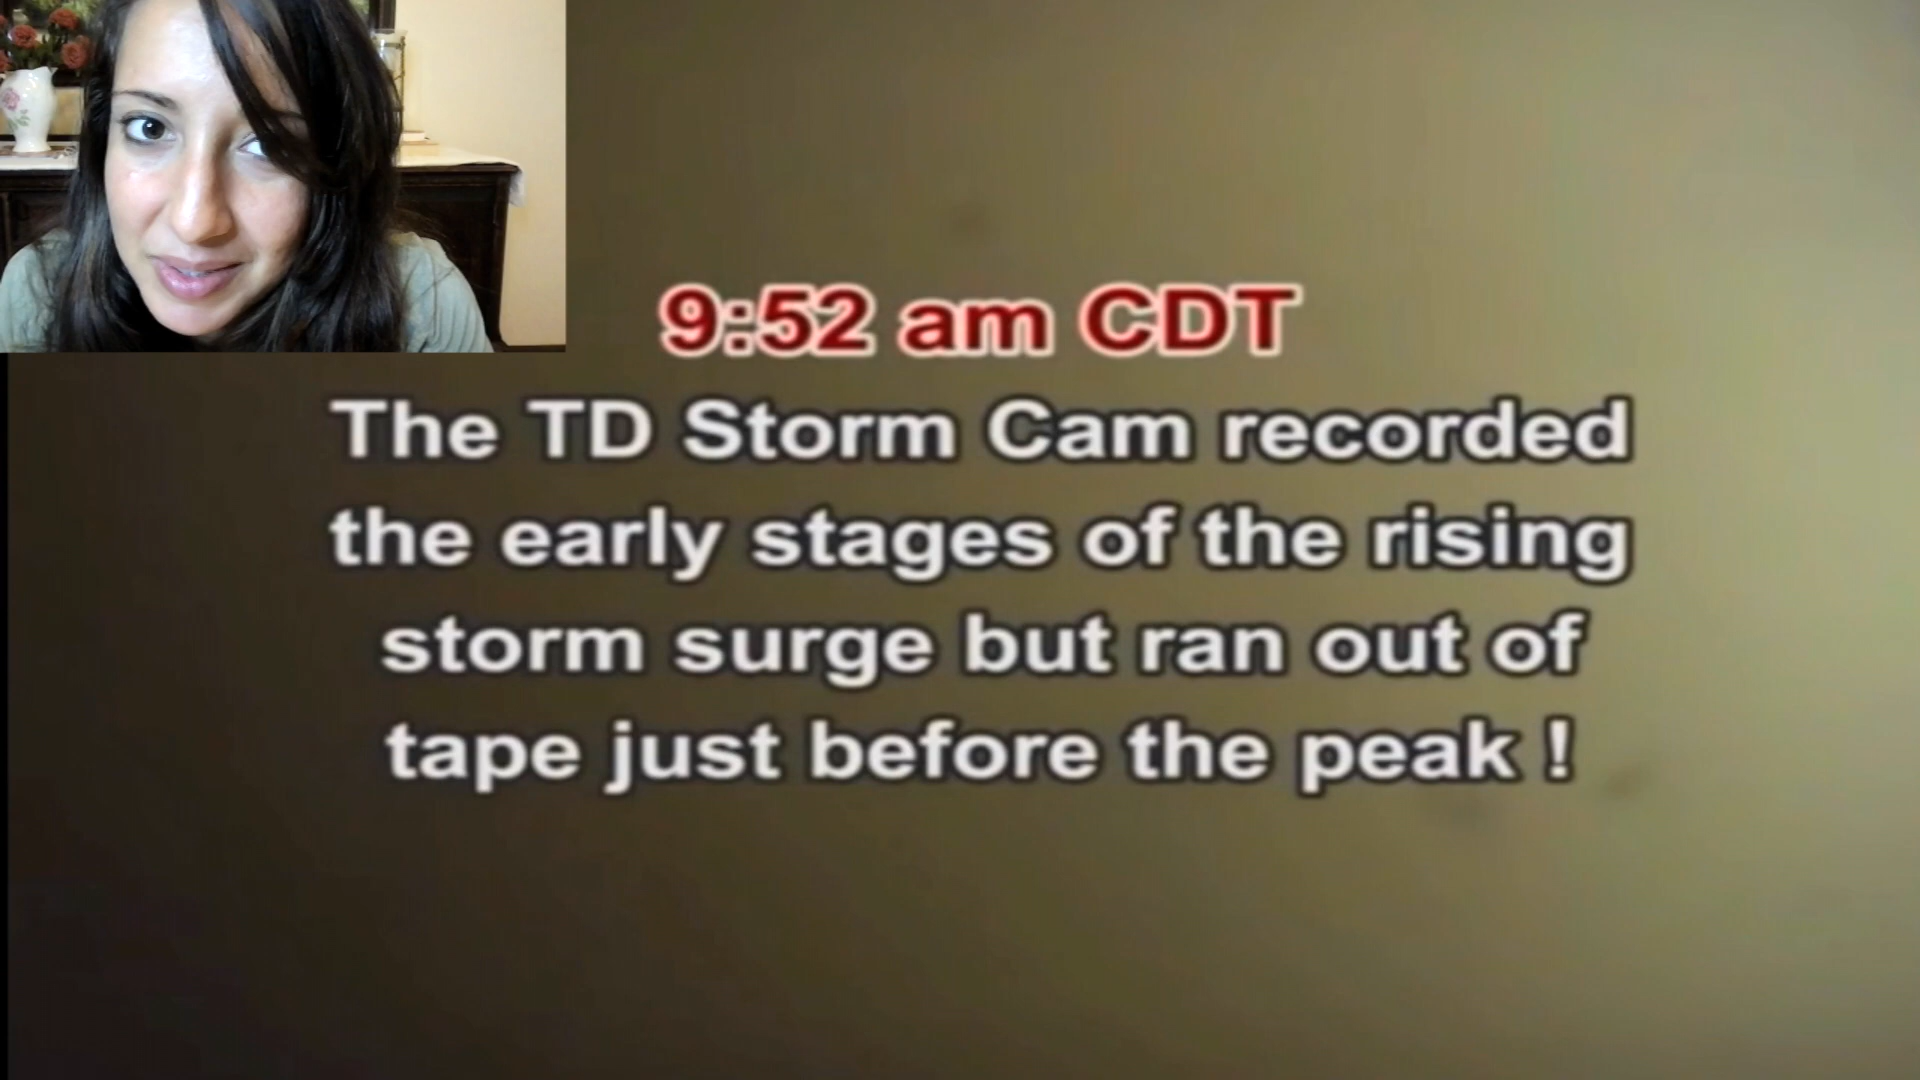 9:52 am CDT
The TD Storm Cam recorded
the early stages of the rising
storm surge but ran out of
tape just before the peak !